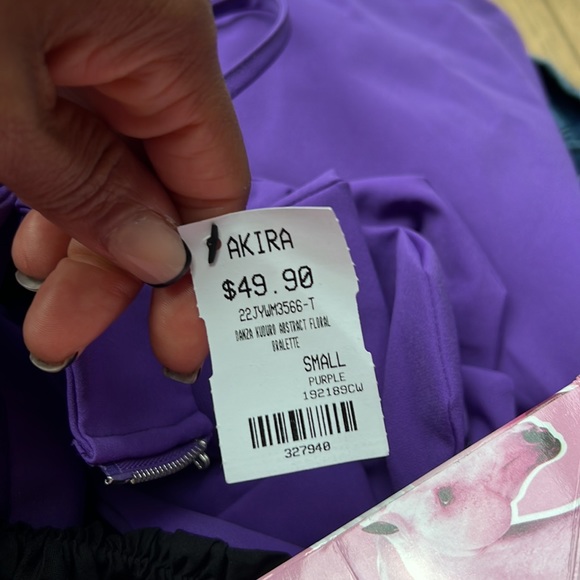 AKIRA
$49.90
22JYWM3566-T
DANZA KUDURO ABSTRACT FLORAL
BRALETTE
SMALL
PURPLE
192189CW
327940